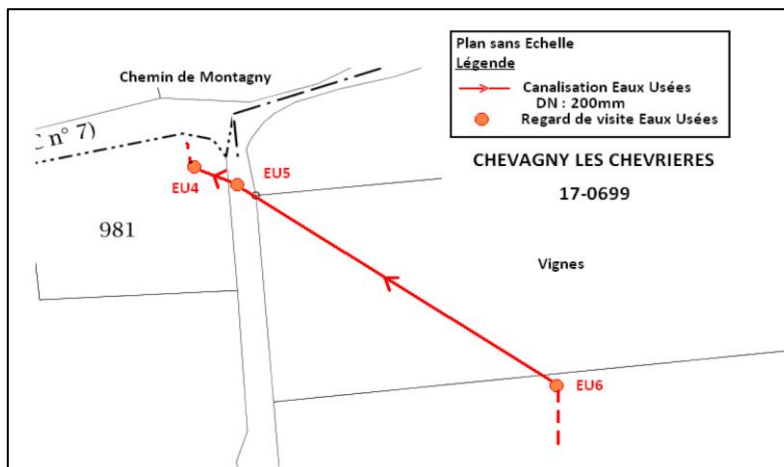 Plan sans Echelle
Légende
Canalisation Eaux Usées
DN : 200mm
Regard de visite Eaux Usées
Chemin de Montagny
C n° 7)
CHEVAGNY LES CHEVRIERES
17-0699
EU4
EU5
981
Vignes
EU6